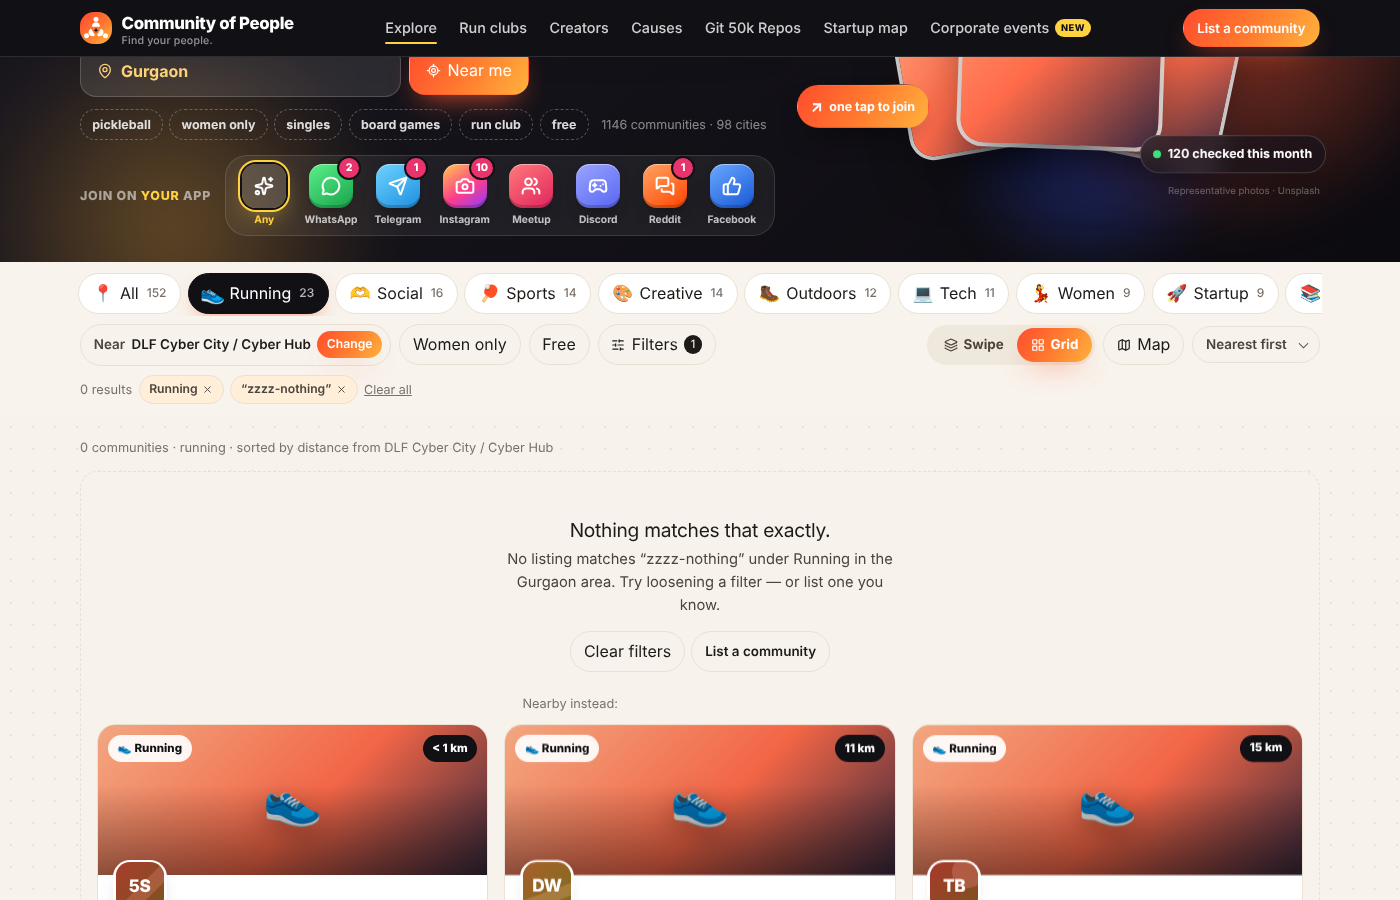 Community of People
Find your people.
Explore
Run clubs
Creators
Causes
Git 50k Repos
Startup map
Corporate events NEW
List a community
Gurgaon
Near me
one tap to join
pickleball
women only
singles
board games
run club
free
1146 communities · 98 cities
120 checked this month
Representative photos · Unsplash
JOIN ON YOUR APP
Any
2
WhatsApp
1
Telegram
10
Instagram
Meetup
Discord
1
Reddit
Facebook
All 152
Running 23
Social 16
Sports 14
Creative 14
Outdoors 12
Tech 11
Women 9
Startup 9
Near DLF Cyber City / Cyber Hub Change
Women only
Free
Filters 1
Swipe
Grid
Map
Nearest first
0 results
Running ×
“zzzz-nothing” ×
Clear all
0 communities · running · sorted by distance from DLF Cyber City / Cyber Hub
Nothing matches that exactly.
No listing matches “zzzz-nothing” under Running in the
Gurgaon area. Try loosening a filter — or list one you
know.
Clear filters
List a community
Nearby instead:
Running
< 1 km
Running
11 km
Running
15 km
5S
DW
TB